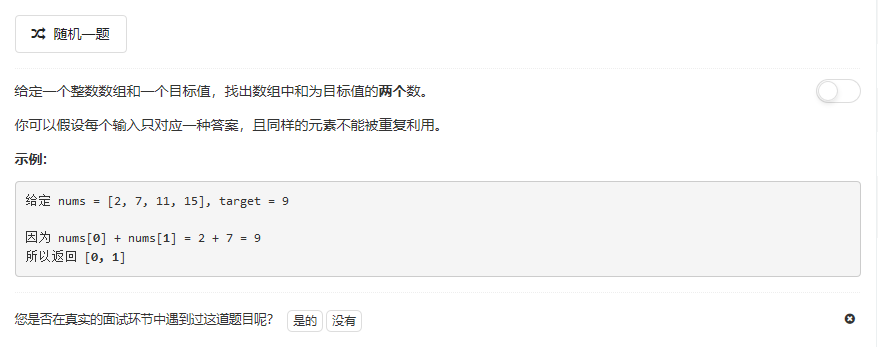 随机一题
给定一个整数数组和一个目标值，找出数组中和为目标值的两个数。
你可以假设每个输入只对应一种答案，且同样的元素不能被重复利用。
示例：
给定 nums = [2, 7, 11, 15], target = 9
因为 nums[0] + nums[1] = 2 + 7 = 9
所以返回 [0, 1]
您是否在真实的面试环节中遇到过这道题目呢？ 是的 没有